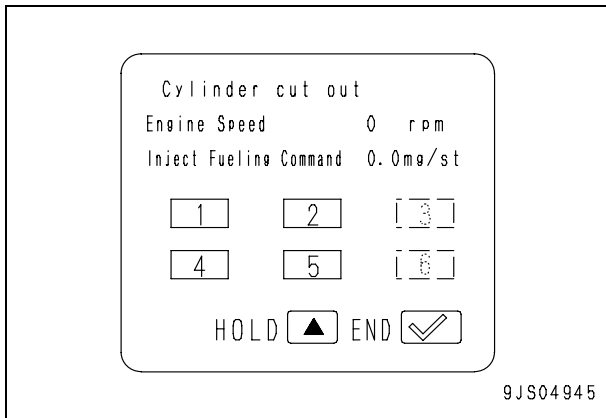 Cylinder cut out
Engine Speed 0 rpm
Inject Fueling Command 0.0mg/st
1 2 3
4 5 6
HOLD ▲ END ✓
9JS04945